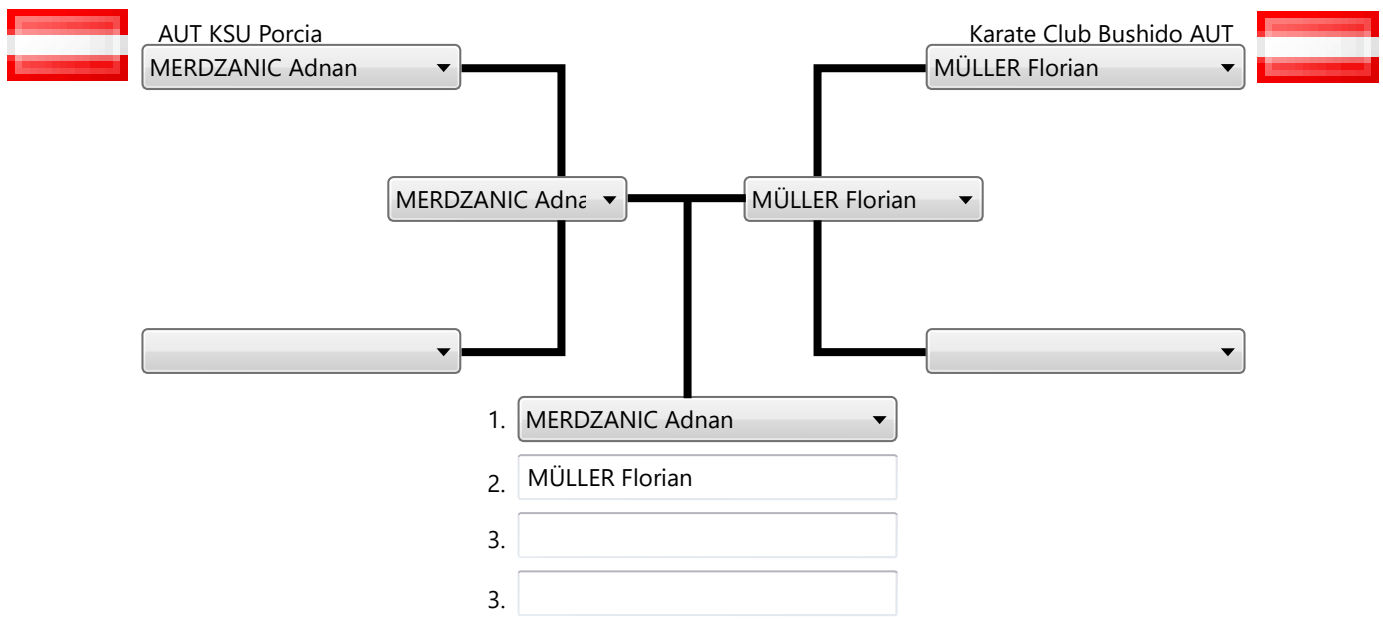 AUT KSU Porcia
Karate Club Bushido AUT
MERDZANIC Adnan
MÜLLER Florian
MERDZANIC Adna
MÜLLER Florian
1. MERDZANIC Adnan
2. MÜLLER Florian
3.
3.